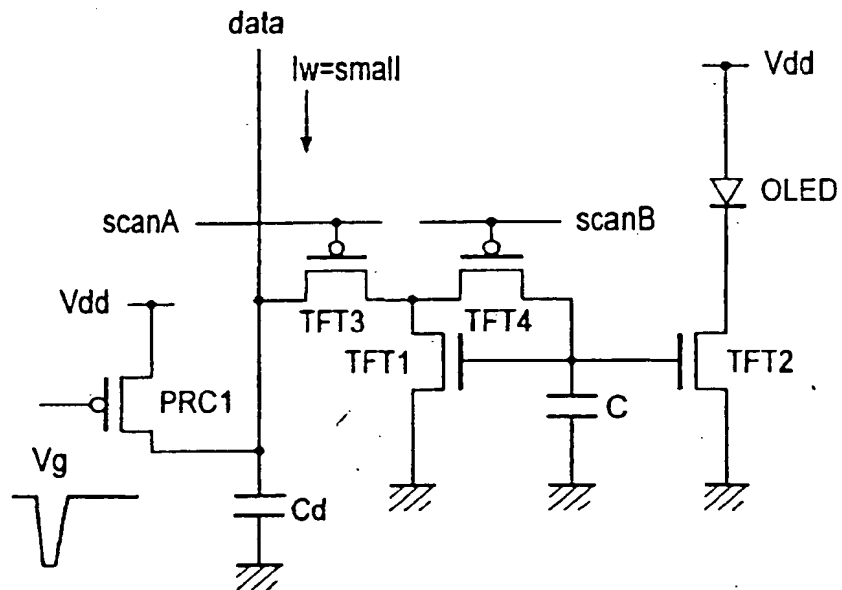 data
Iw=small
Vdd
OLED
scanA
scanB
Vdd
TFT3
TFT4
TFT1
TFT2
PRC1
C
Vg
Cd